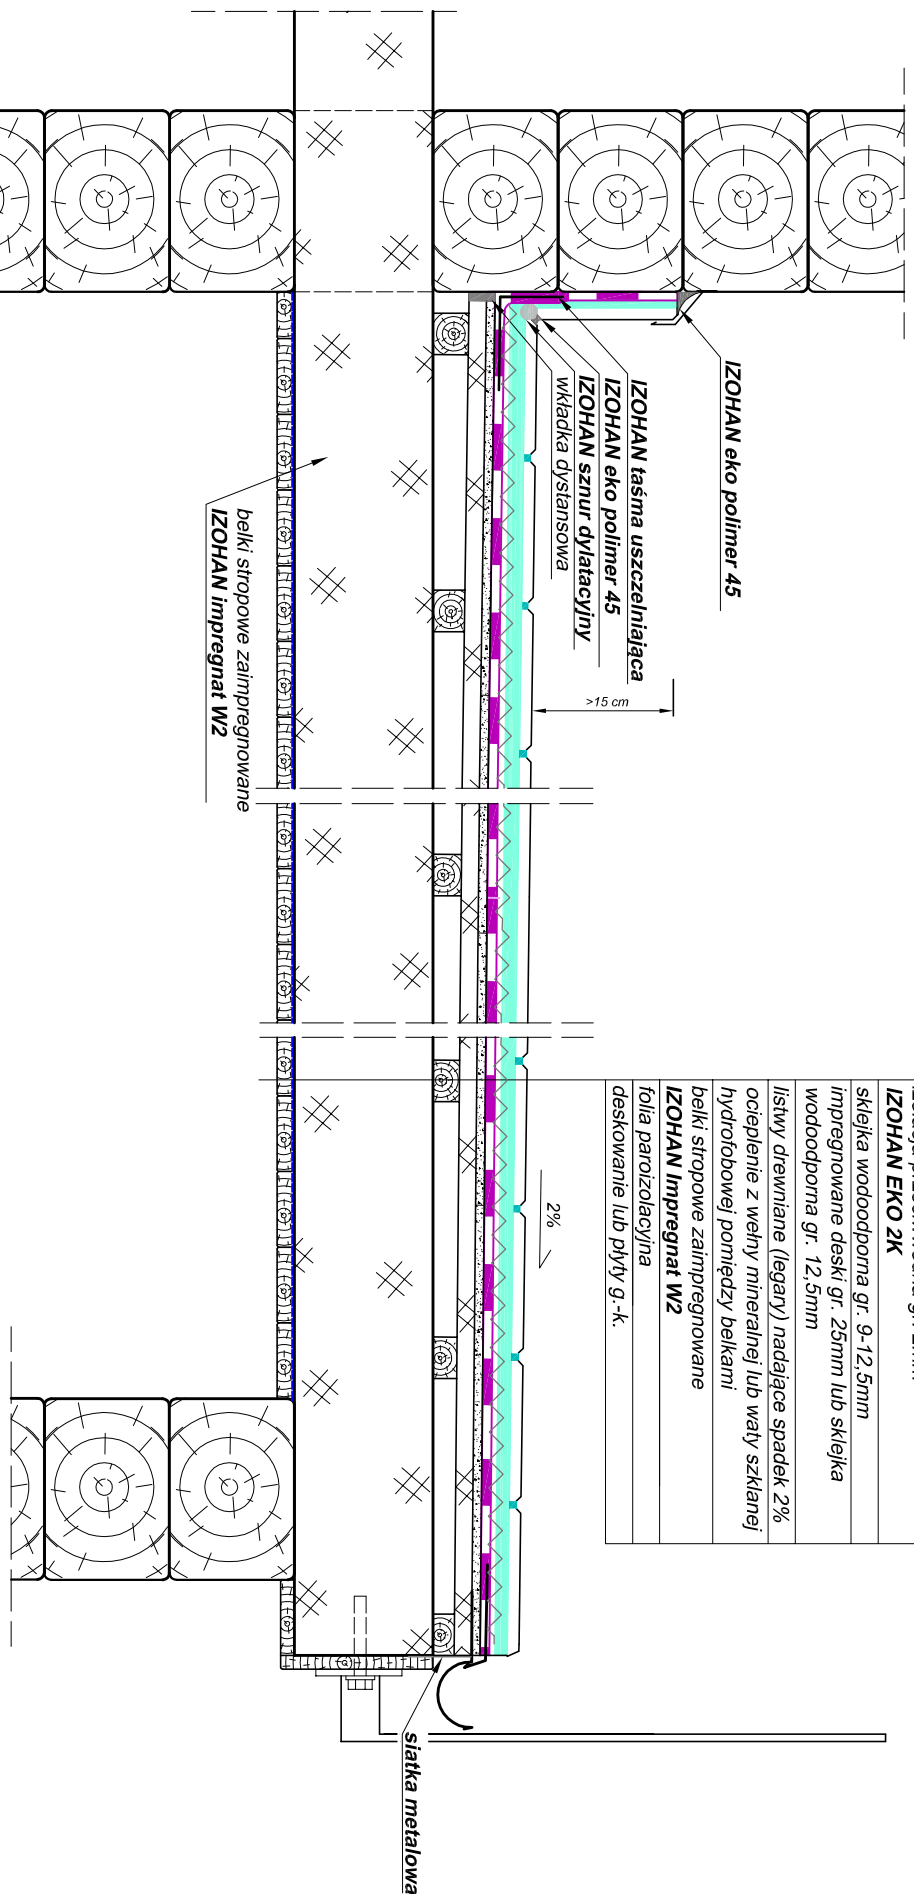 IZOHAN eko polimer 45
IZOHAN taśma uszczelniająca
IZOHAN eko polimer 45
IZOHAN sznur dylatacyjny
wkładka dystansowa
>15 cm
belki stropowe zaimpregnowane
IZOHAN impregnat W2
IZOHAN EKO 2K
sklejka wodoodporna gr. 9-12,5mm
impregnowane deski gr. 25mm lub sklejka
wodoodporna gr. 12,5mm
listwy drewniane (legary) nadające spadek 2%
ocieplenie z wełny mineralnej lub waty szklanej
hydrofobowej pomiędzy belkami
belki stropowe zaimpregnowane
IZOHAN Impregnat W2
folia paroizolacyjna
deskowanie lub płyty g.-k.
2%
siatka metalowa